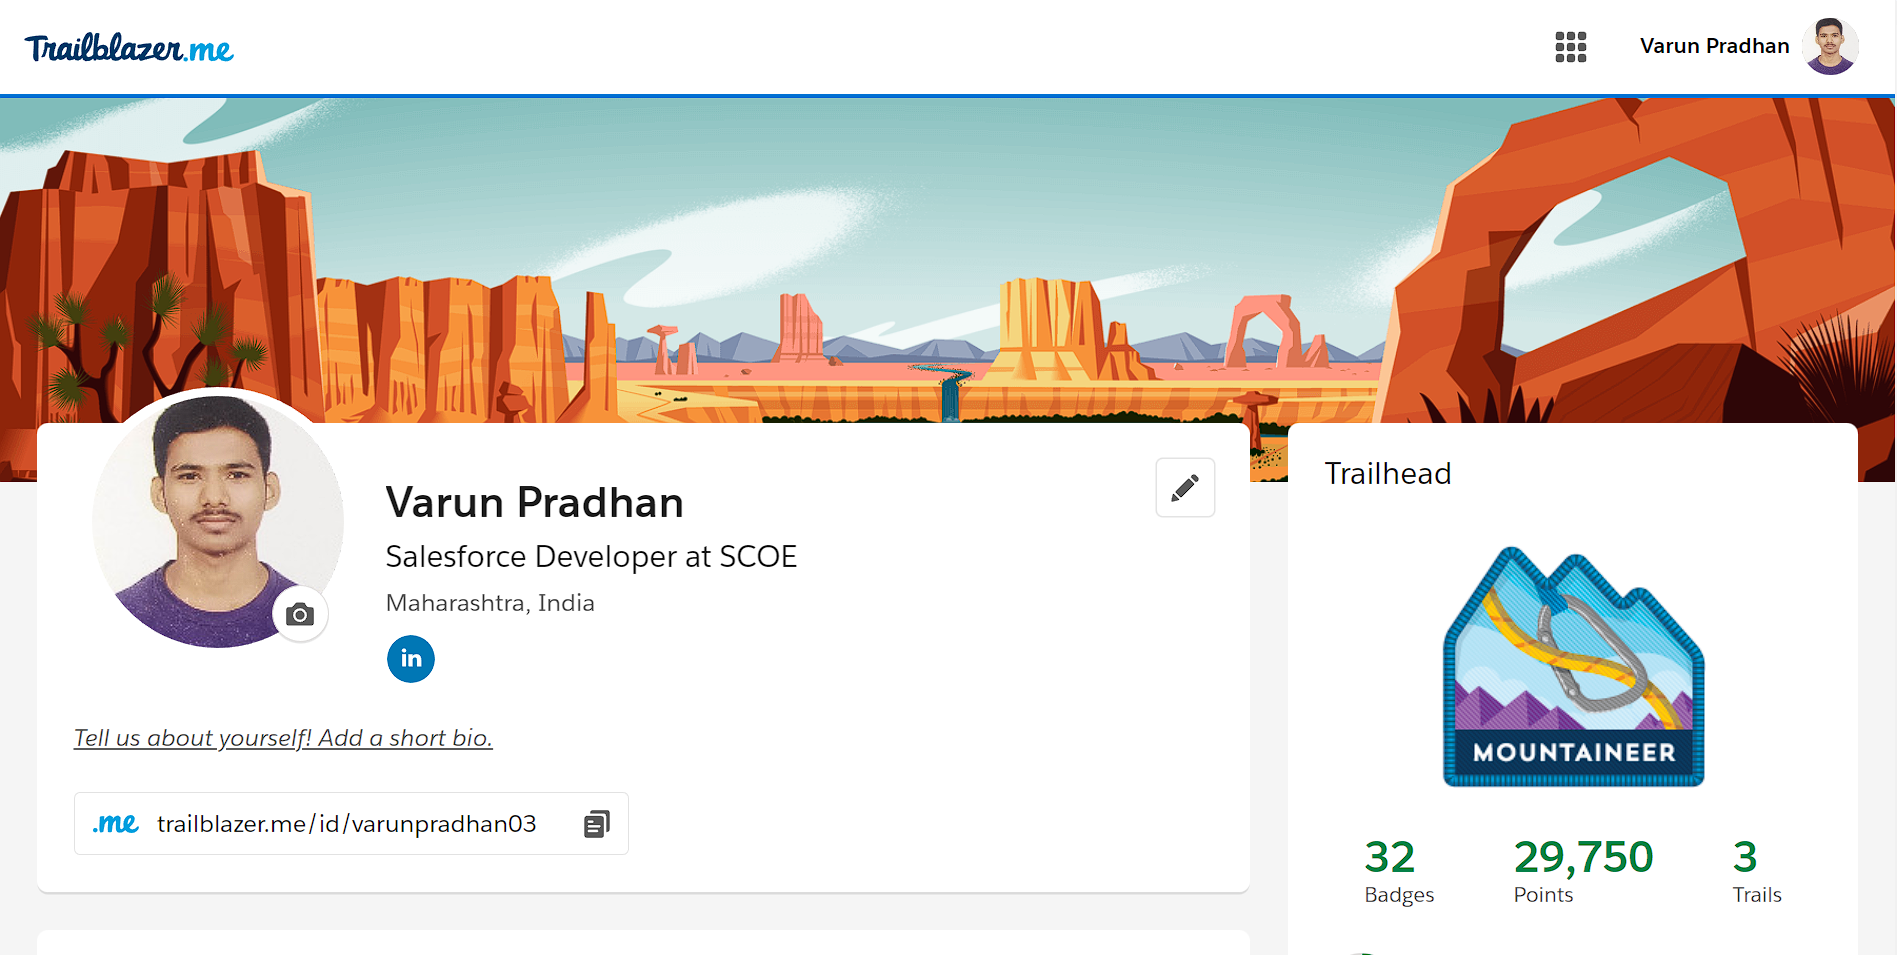 Trailblazer.me
Varun Pradhan
Varun Pradhan
Salesforce Developer at SCOE
Maharashtra, India
in
Tell us about yourself! Add a short bio.
.me trailblazer.me/id/varunpradhan03
Trailhead
MOUNTAINEER
32 29,750 3
Badges Points Trails